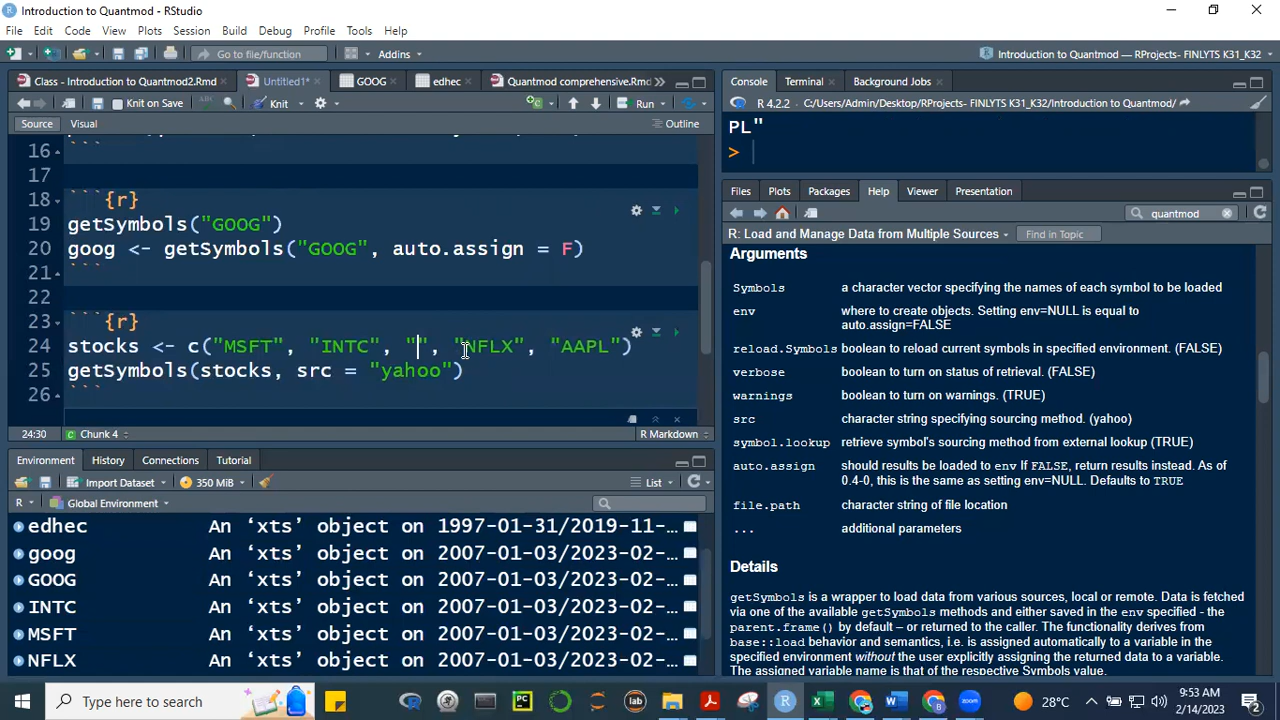 Introduction to Quantmod - RStudio
File Edit Code View Plots Session Build Debug Profile Tools Help
Go to file/function Addins Introduction to Quantmod — RProjects- FINLYTS K31_K32
Class - Introduction to Quantmod2.Rmd Untitled1* GOOG edhec Quantmod comprehensive.Rmd
Knit on Save Knit Run
Source Visual Outline
16 ```
17
18 ```{r}
19 getSymbols("GOOG")
20 goog <- getSymbols("GOOG", auto.assign = F)
21 ```
22
23 ```{r}
24 stocks <- c("MSFT", "INTC", "", "NFLX", "AAPL")
25 getSymbols(stocks, src = "yahoo")
26 ```
24:30 Chunk 4 R Markdown
Environment History Connections Tutorial
Import Dataset 350 MiB List
R Global Environment
edhec An ‘xts’ object on 1997-01-31/2019-11-…
goog An ‘xts’ object on 2007-01-03/2023-02-…
GOOG An ‘xts’ object on 2007-01-03/2023-02-…
INTC An ‘xts’ object on 2007-01-03/2023-02-…
MSFT An ‘xts’ object on 2007-01-03/2023-02-…
NFLX An ‘xts’ object on 2007-01-03/2023-02-…
Console Terminal Background Jobs
R 4.2.2 · C:/Users/Admin/Desktop/RProjects- FINLYTS K31_K32/Introduction to Quantmod/
PL"
>
Files Plots Packages Help Viewer Presentation
quantmod
R: Load and Manage Data from Multiple Sources Find in Topic
Arguments
Symbols a character vector specifying the names of each symbol to be loaded
env where to create objects. Setting env=NULL is equal to
auto.assign=FALSE
reload.Symbols boolean to reload current symbols in specified environment. (FALSE)
verbose boolean to turn on status of retrieval. (FALSE)
warnings boolean to turn on warnings. (TRUE)
src character string specifying sourcing method. (yahoo)
symbol.lookup retrieve symbol's sourcing method from external lookup (TRUE)
auto.assign should results be loaded to env If FALSE, return results instead. As of
0.4-0, this is the same as setting env=NULL. Defaults to TRUE
file.path character string of file location
... additional parameters
Details
getSymbols is a wrapper to load data from various sources, local or remote. Data is fetched
via one of the available getSymbols methods and either saved in the env specified - the
parent.frame() by default – or returned to the caller. The functionality derives from
base::load behavior and semantics, i.e. is assigned automatically to a variable in the
specified environment without the user explicitly assigning the returned data to a variable.
The assigned variable name is that of the respective Symbols value.
Type here to search 28°C 9:53 AM
2/14/2023